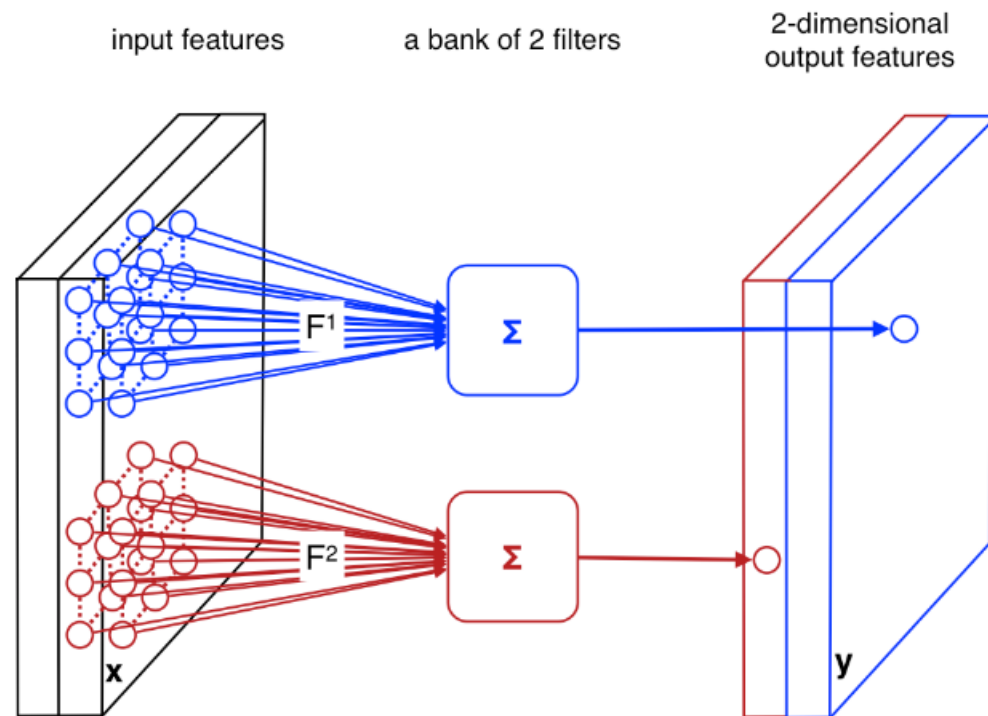 input features
a bank of 2 filters
2-dimensional
output features
F¹
Σ
F²
Σ
x
y